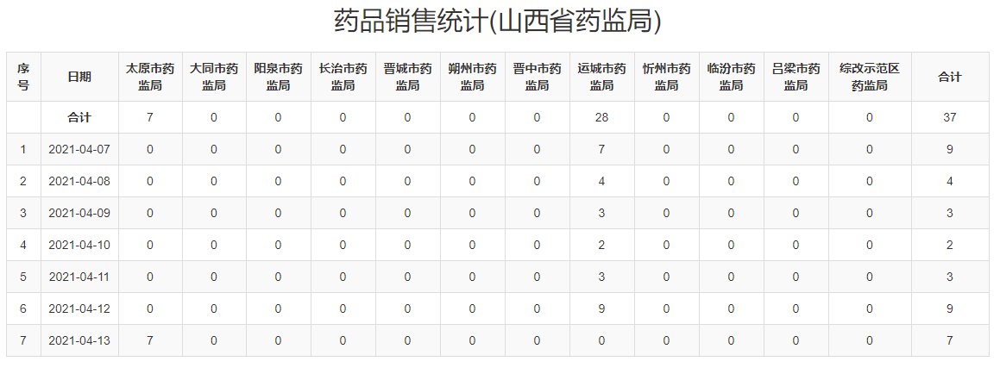 药品销售统计(山西省药监局)
序号 日期 太原市药监局 大同市药监局 阳泉市药监局 长治市药监局 晋城市药监局 朔州市药监局 晋中市药监局 运城市药监局 忻州市药监局 临汾市药监局 吕梁市药监局 综改示范区药监局 合计
合计 7 0 0 0 0 0 0 28 0 0 0 0 37
1 2021-04-07 0 0 0 0 0 0 0 7 0 0 0 0 9
2 2021-04-08 0 0 0 0 0 0 0 4 0 0 0 0 4
3 2021-04-09 0 0 0 0 0 0 0 3 0 0 0 0 3
4 2021-04-10 0 0 0 0 0 0 0 2 0 0 0 0 2
5 2021-04-11 0 0 0 0 0 0 0 3 0 0 0 0 3
6 2021-04-12 0 0 0 0 0 0 0 9 0 0 0 0 9
7 2021-04-13 7 0 0 0 0 0 0 0 0 0 0 0 7